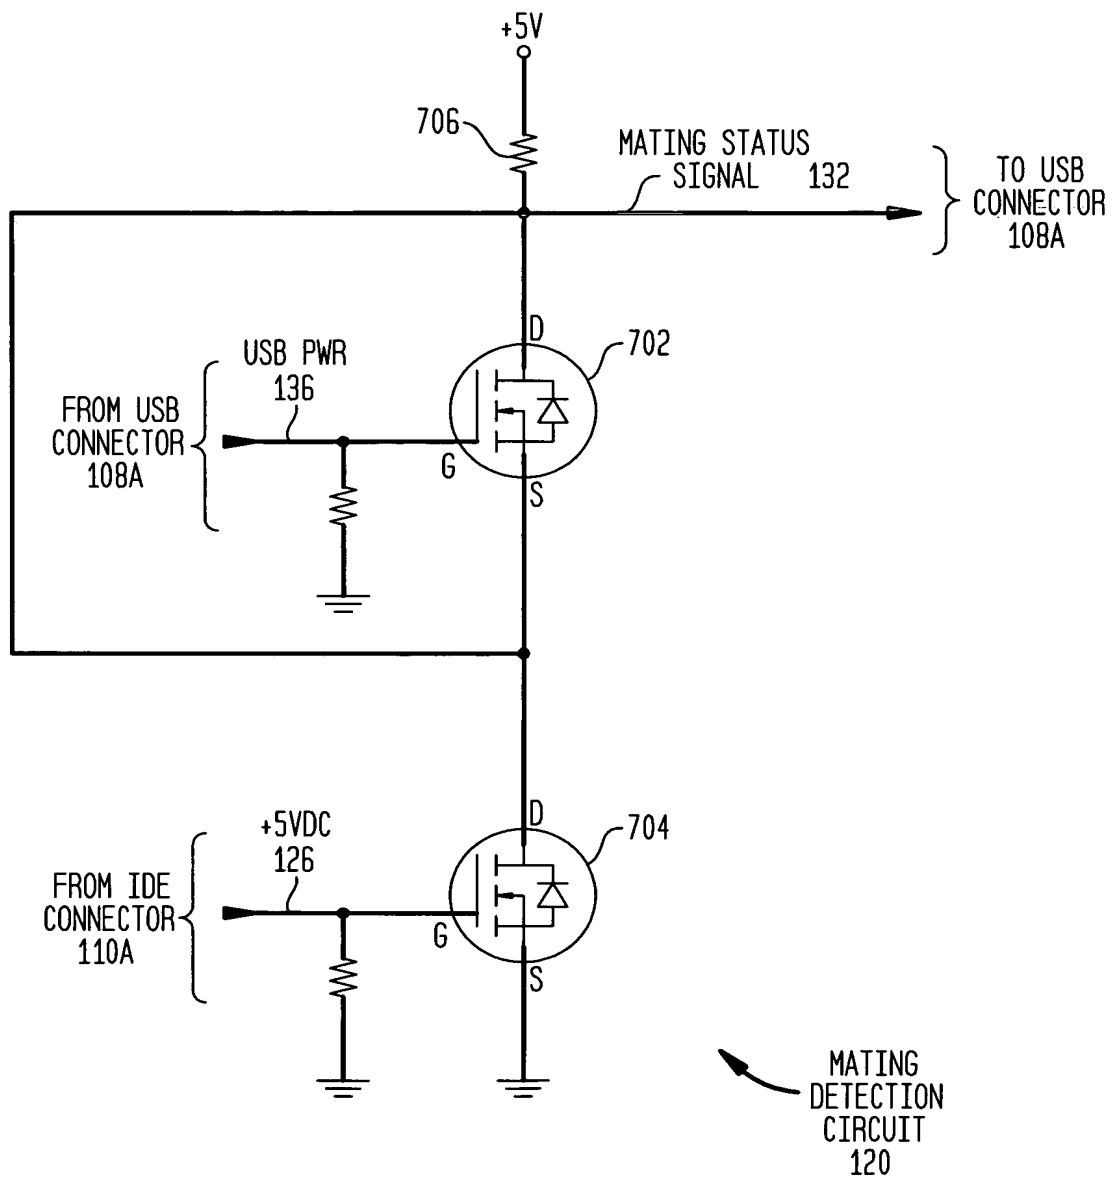 +5V
706
MATING STATUS
SIGNAL 132
TO USB
CONNECTOR
108A
D
702
USB PWR
136
FROM USB
CONNECTOR
108A
G
S
D
704
+5VDC
126
FROM IDE
CONNECTOR
110A
G
S
MATING
DETECTION
CIRCUIT
120